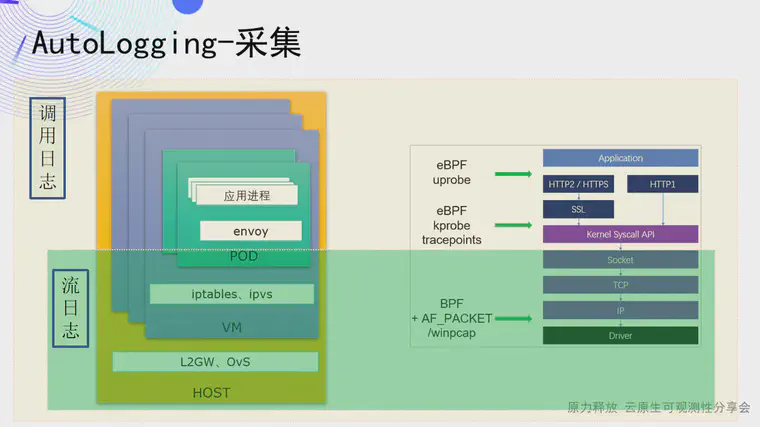 AutoLogging-采集
调用日志
应用进程
envoy
POD
iptables、ipvs
VM
流日志
L2GW、OvS
HOST
eBPF
uprobe
eBPF
kprobe
tracepoints
BPF
+ AF_PACKET
/winpcap
Application
HTTP2 / HTTPS
HTTP1
SSL
Kernel Syscall API
Socket
TCP
IP
Driver
原力释放 云原生可观测性分享会